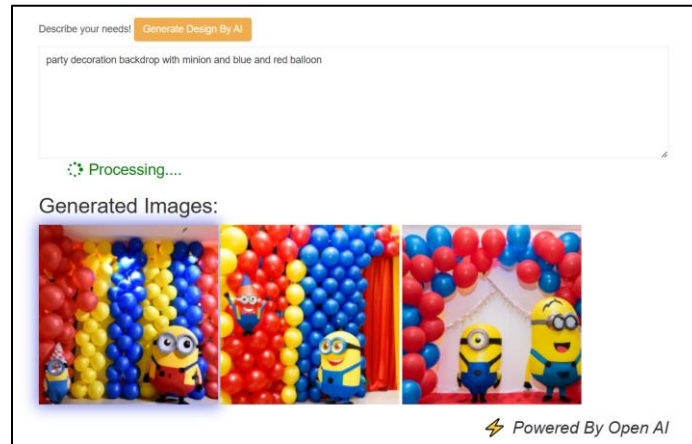 Describe your needs! Generate Design By AI
party decoration backdrop with minion and blue and red balloon
Processing....
Generated Images:
Powered By Open AI